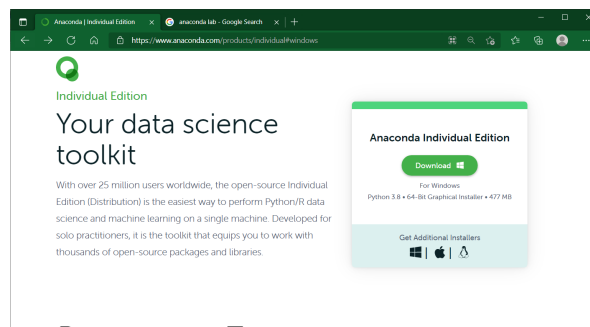 Anaconda | Individual Edition
anaconda lab - Google Search
https://www.anaconda.com/products/individual#windows
Individual Edition
Your data science
toolkit
With over 25 million users worldwide, the open-source Individual
Edition (Distribution) is the easiest way to perform Python/R data
science and machine learning on a single machine. Developed for
solo practitioners, it is the toolkit that equips you to work with
thousands of open-source packages and libraries.
Anaconda Individual Edition
Download
For Windows
Python 3.8 • 64-Bit Graphical Installer • 477 MB
Get Additional Installers